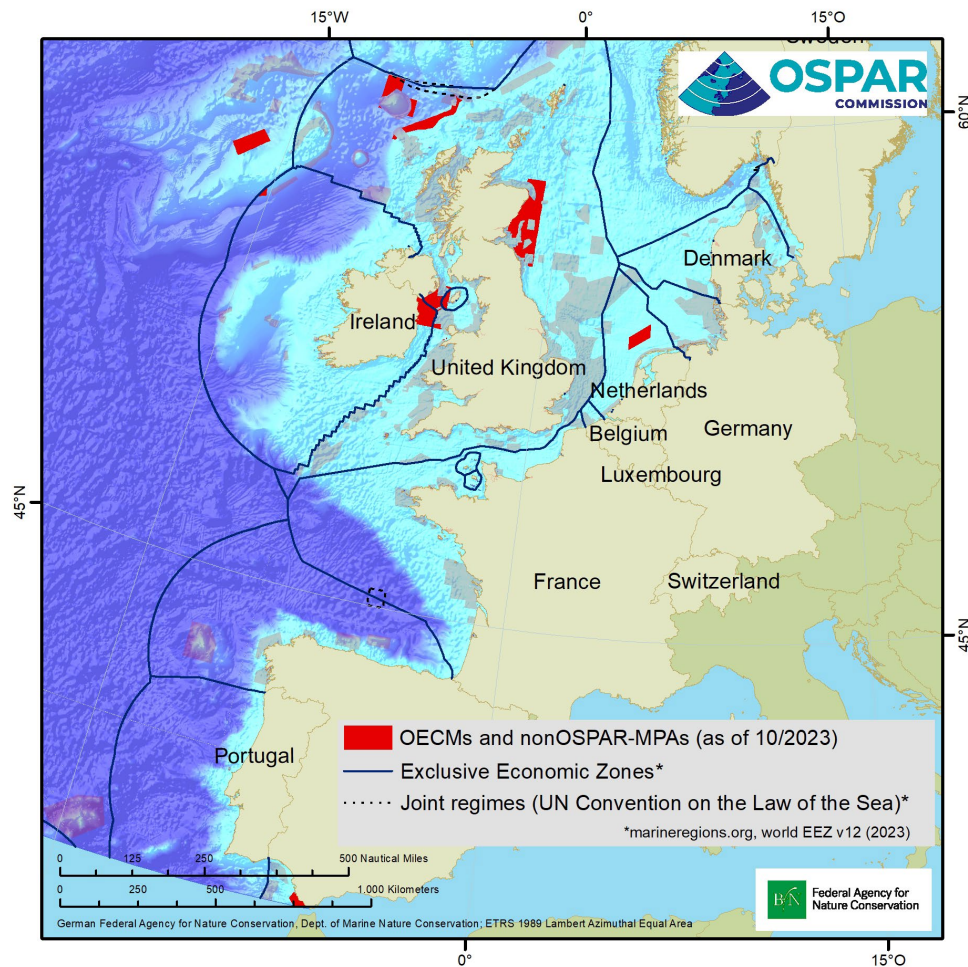 15°W
0°
15°O
Sweden
OSPAR
COMMISSION
60°N
Denmark
Ireland
United Kingdom
Netherlands
Belgium
Germany
Luxembourg
45°N
France
Switzerland
45°N
Portugal
OECMs and nonOSPAR-MPAs (as of 10/2023)
Exclusive Economic Zones*
Joint regimes (UN Convention on the Law of the Sea)*
*marineregions.org, world EEZ v12 (2023)
0 125 250 500 Nautical Miles
0 250 500 1.000 Kilometers
BfN
Federal Agency for
Nature Conservation
German Federal Agency for Nature Conservation, Dept. of Marine Nature Conservation; ETRS 1989 Lambert Azimuthal Equal Area
0°
15°O